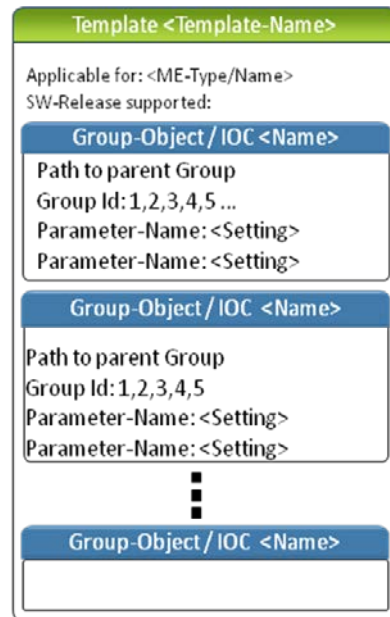 Template <Template-Name>
Applicable for: <ME-Type/Name>
SW-Release supported:
Group-Object / IOC <Name>
Path to parent Group
Group Id: 1,2,3,4,5 ...
Parameter-Name: <Setting>
Parameter-Name: <Setting>
Group-Object / IOC <Name>
Path to parent Group
Group Id: 1,2,3,4,5
Parameter-Name: <Setting>
Parameter-Name: <Setting>
Group-Object / IOC <Name>